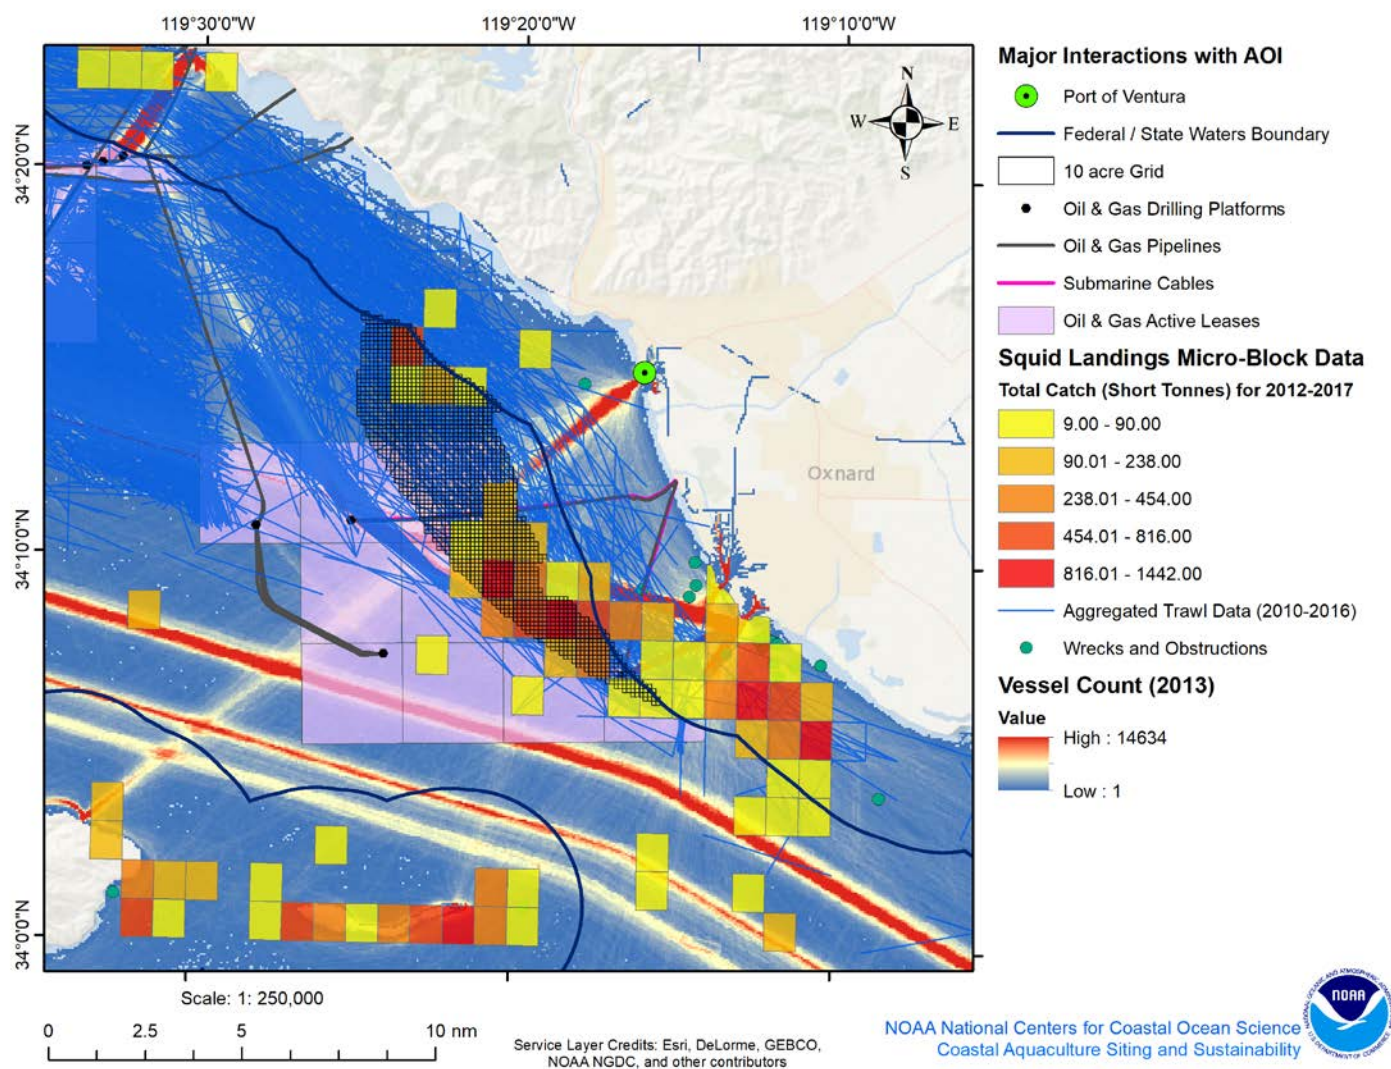 119°30'0"W
119°20'0"W
119°10'0"W
34°20'0"N
34°10'0"N
34°0'0"N
N
W
E
S
Oxnard
Major Interactions with AOI
Port of Ventura
Federal / State Waters Boundary
10 acre Grid
Oil & Gas Drilling Platforms
Oil & Gas Pipelines
Submarine Cables
Oil & Gas Active Leases
Squid Landings Micro-Block Data
Total Catch (Short Tonnes) for 2012-2017
9.00 - 90.00
90.01 - 238.00
238.01 - 454.00
454.01 - 816.00
816.01 - 1442.00
Aggregated Trawl Data (2010-2016)
Wrecks and Obstructions
Vessel Count (2013)
Value
High : 14634
Low : 1
Scale: 1: 250,000
0 2.5 5 10 nm
Service Layer Credits: Esri, DeLorme, GEBCO,
NOAA NGDC, and other contributors
NOAA National Centers for Coastal Ocean Science
Coastal Aquaculture Siting and Sustainability
NOAA